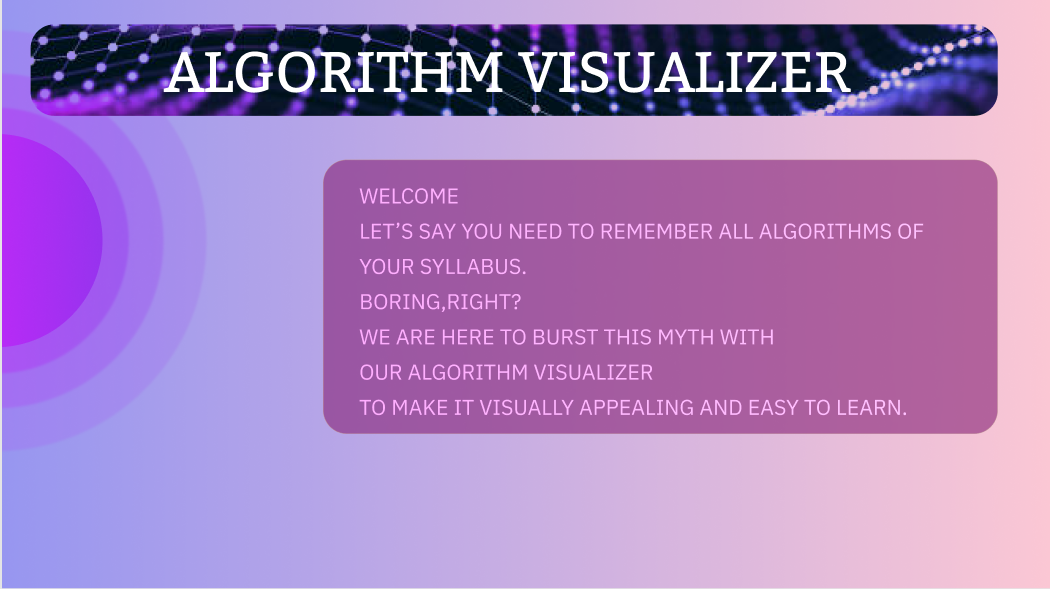 ALGORITHM VISUALIZER
WELCOME
LET’S SAY YOU NEED TO REMEMBER ALL ALGORITHMS OF
YOUR SYLLABUS.
BORING,RIGHT?
WE ARE HERE TO BURST THIS MYTH WITH
OUR ALGORITHM VISUALIZER
TO MAKE IT VISUALLY APPEALING AND EASY TO LEARN.